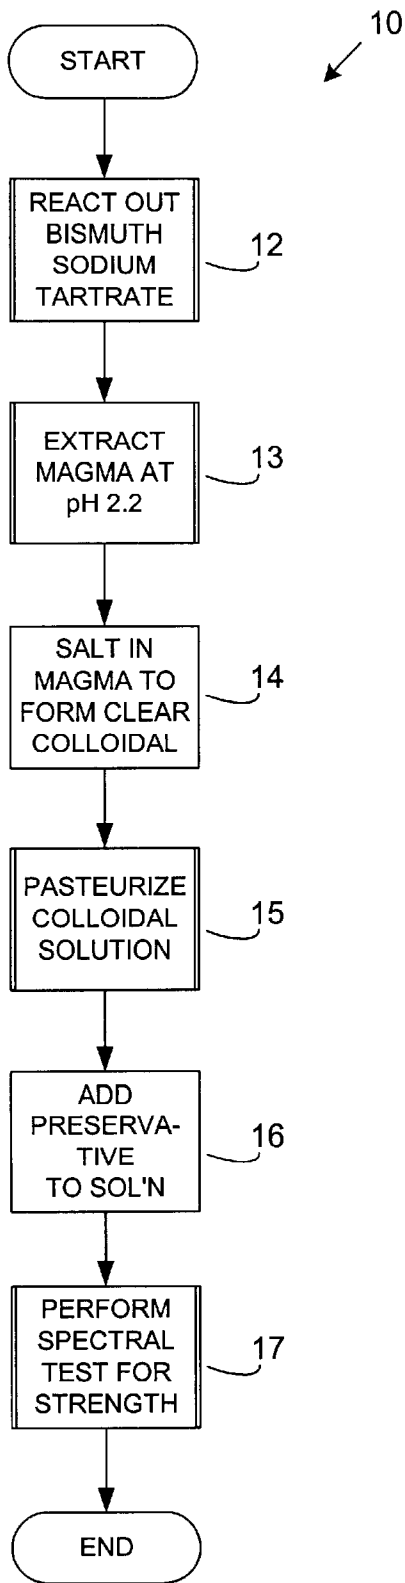 10
START
REACT OUT
BISMUTH
SODIUM
TARTRATE
12
EXTRACT
MAGMA AT
pH 2.2
13
SALT IN
MAGMA TO
FORM CLEAR
COLLOIDAL
14
PASTEURIZE
COLLOIDAL
SOLUTION
15
ADD
PRESERVA-
TIVE
TO SOL'N
16
PERFORM
SPECTRAL
TEST FOR
STRENGTH
17
END